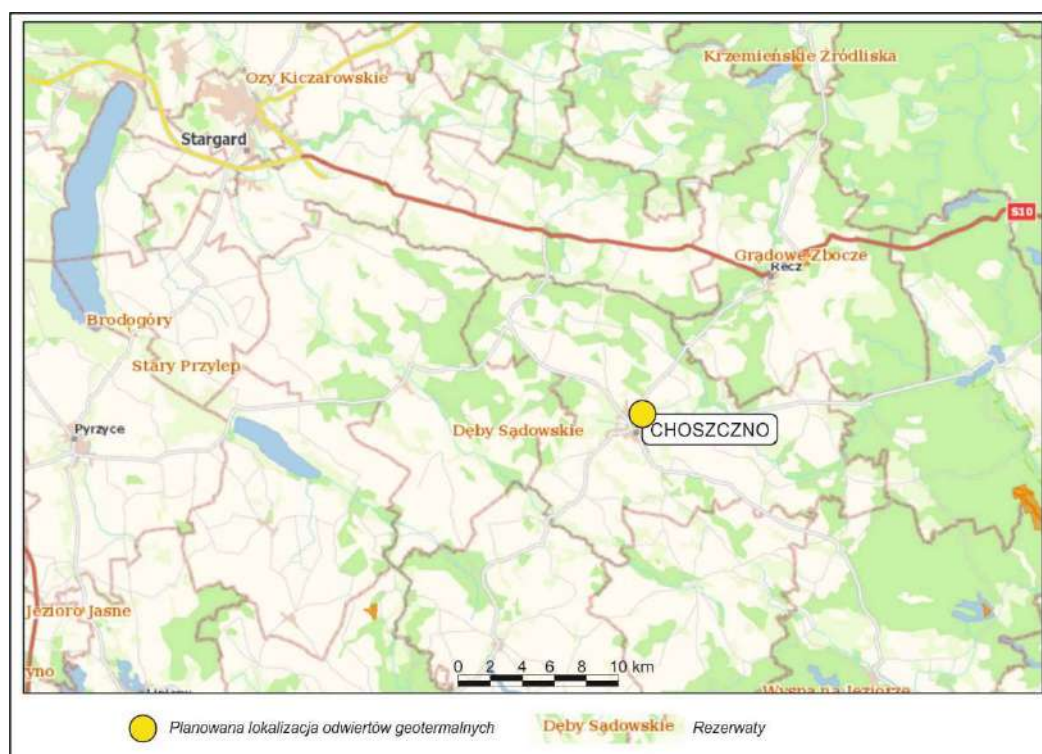 Ozy Kiczarowskie
Krzemieńskie Źródliska
Stargard
S10
Grądowe Zbocze
Recz
Brodogóry
Stary Przylep
Pyrzyce
Dęby Sądowskie
CHOSZCZNO
Jezioro Jasne
0 2 4 6 8 10 km
Wyspa na Jeziorze
Planowana lokalizacja odwiertów geotermalnych
Dęby Sądowskie
Rezerwaty